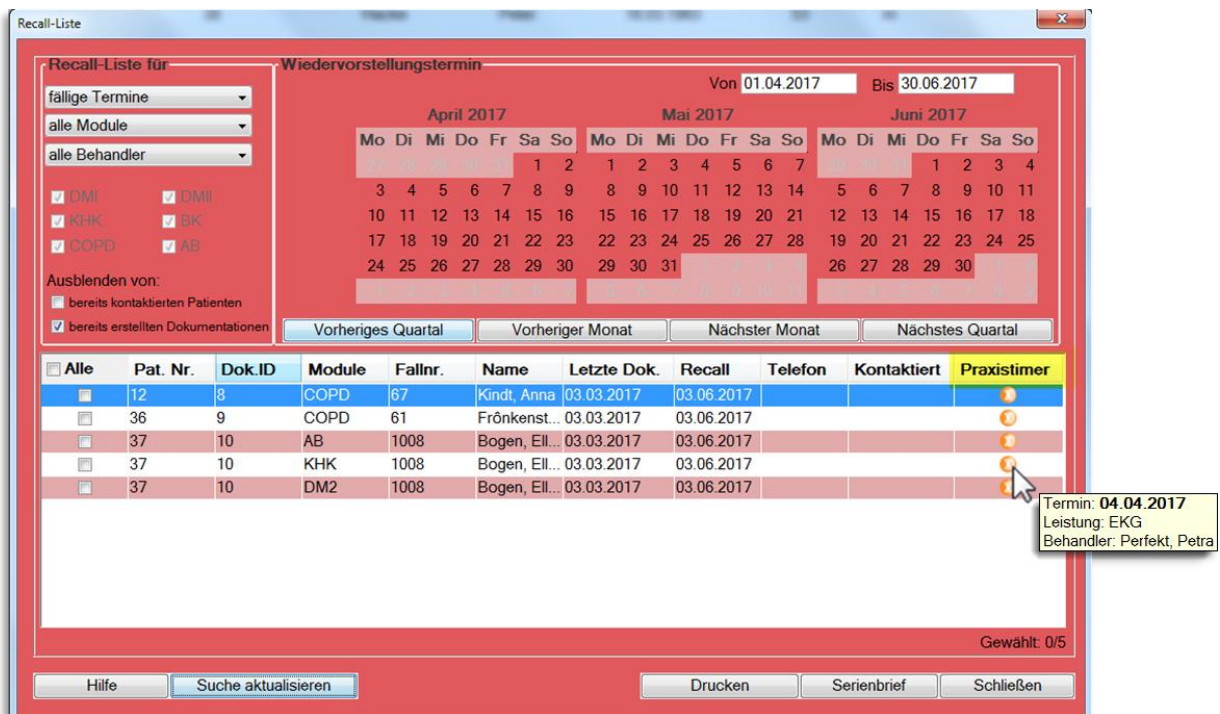 Recall-Liste
Recall-Liste für
Wiedervorstellungstermin
fällige Termine
alle Module
alle Behandler
DMI DMII
KHK BK
COPD AB
Ausblenden von:
bereits kontaktierten Patienten
bereits erstellten Dokumentationen
Von 01.04.2017 Bis 30.06.2017
April 2017 Mai 2017 Juni 2017
Mo Di Mi Do Fr Sa So Mo Di Mi Do Fr Sa So Mo Di Mi Do Fr Sa So
1 2 1 2 3 4 5 6 7 1 2 3 4
3 4 5 6 7 8 9 8 9 10 11 12 13 14 5 6 7 8 9 10 11
10 11 12 13 14 15 16 15 16 17 18 19 20 21 12 13 14 15 16 17 18
17 18 19 20 21 22 23 22 23 24 25 26 27 28 19 20 21 22 23 24 25
24 25 26 27 28 29 30 29 30 31 26 27 28 29 30
Vorheriges Quartal Vorheriger Monat Nächster Monat Nächstes Quartal
Alle Pat. Nr. Dok.ID Module Fallnr. Name Letzte Dok. Recall Telefon Kontaktiert Praxistimer
12 8 COPD 67 Kindt, Anna 03.03.2017 03.06.2017
36 9 COPD 61 Frônkenst... 03.03.2017 03.06.2017
37 10 AB 1008 Bogen, Ell... 03.03.2017 03.06.2017
37 10 KHK 1008 Bogen, Ell... 03.03.2017 03.06.2017
37 10 DM2 1008 Bogen, Ell... 03.03.2017 03.06.2017
Termin: 04.04.2017
Leistung: EKG
Behandler: Perfekt, Petra
Gewählt: 0/5
Hilfe Suche aktualisieren Drucken Serienbrief Schließen